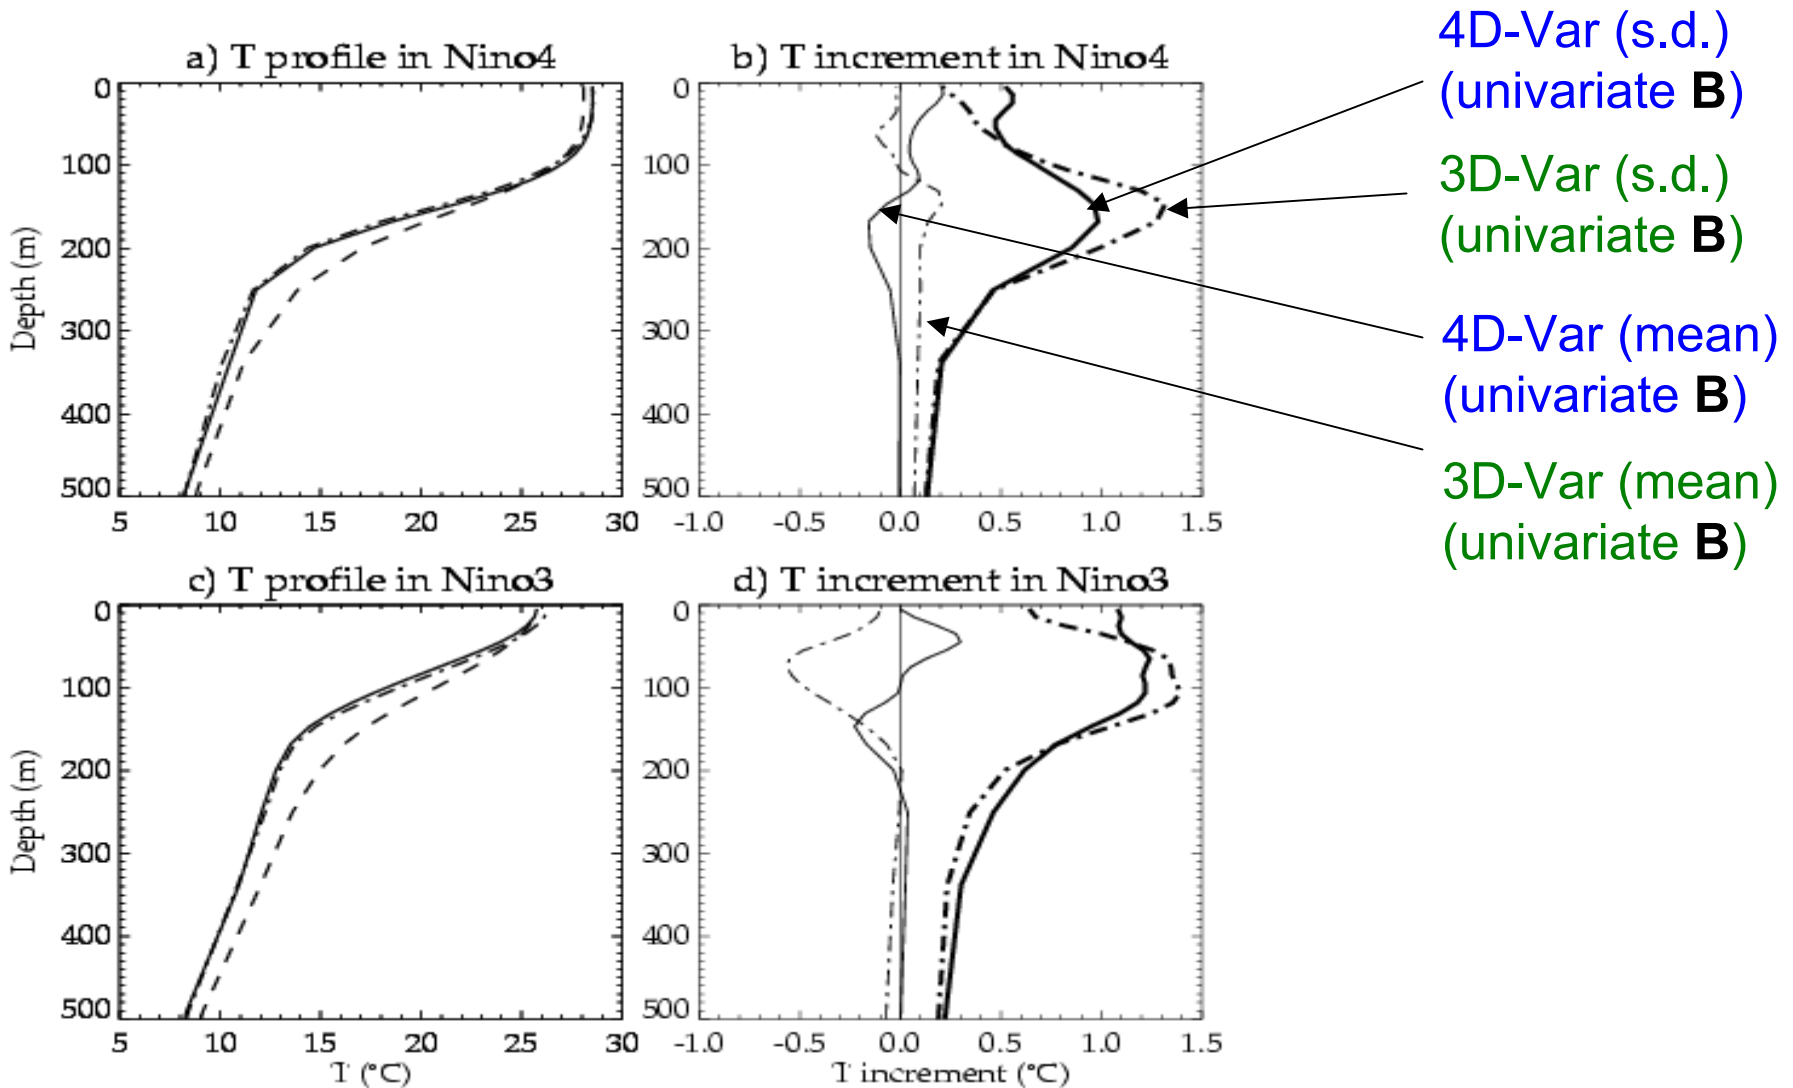 a) T profile in Nino4
b) T increment in Nino4
4D-Var (s.d.)
(univariate B)
3D-Var (s.d.)
(univariate B)
4D-Var (mean)
(univariate B)
3D-Var (mean)
(univariate B)
Depth (m)
0
100
200
300
400
500
5 10 15 20 25 30
0
100
200
300
400
500
-1.0 -0.5 0.0 0.5 1.0 1.5
c) T profile in Nino3
d) T increment in Nino3
Depth (m)
0
100
200
300
400
500
5 10 15 20 25 30
T (°C)
0
100
200
300
400
500
-1.0 -0.5 0.0 0.5 1.0 1.5
T increment (°C)